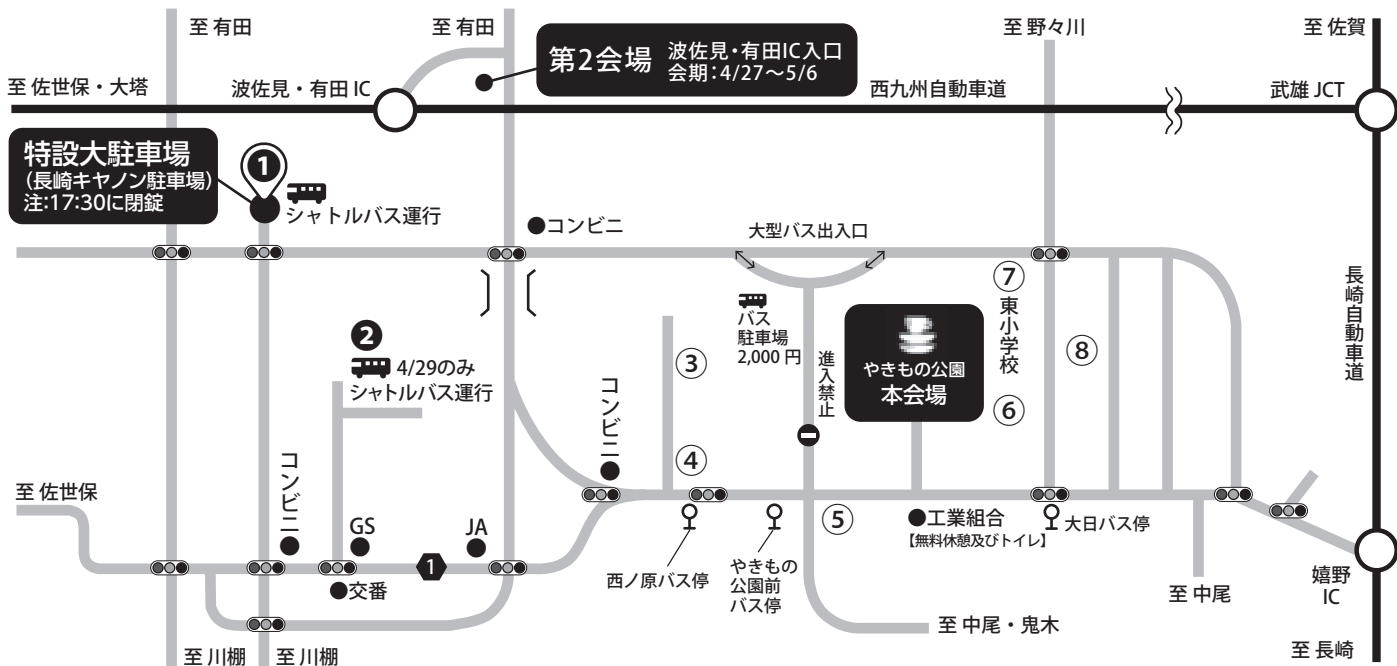 至 有田
至 有田
至 野々川
至 佐賀
第2会場
波佐見・有田IC入口
会期:4/27〜5/6
至 佐世保・大塔
波佐見・有田 IC
西九州自動車道
武雄 JCT
特設大駐車場
(長崎キヤノン駐車場)
注:17:30に閉錠
1
シャトルバス運行
コンビニ
大型バス出入口
長崎自動車道
2
4/29のみ
シャトルバス運行
バス
駐車場
2,000 円
進入禁止
やきもの公園
本会場
⑦
東小学校
⑧
③
⑥
コンビニ
④
至 佐世保
コンビニ
GS
JA
1
交番
⑤
工業組合
【無料休憩及びトイレ】
大日バス停
西ノ原バス停
やきもの
公園前
バス停
至 中尾
嬉野
IC
至 中尾・鬼木
至 川棚
至 川棚
至 長崎